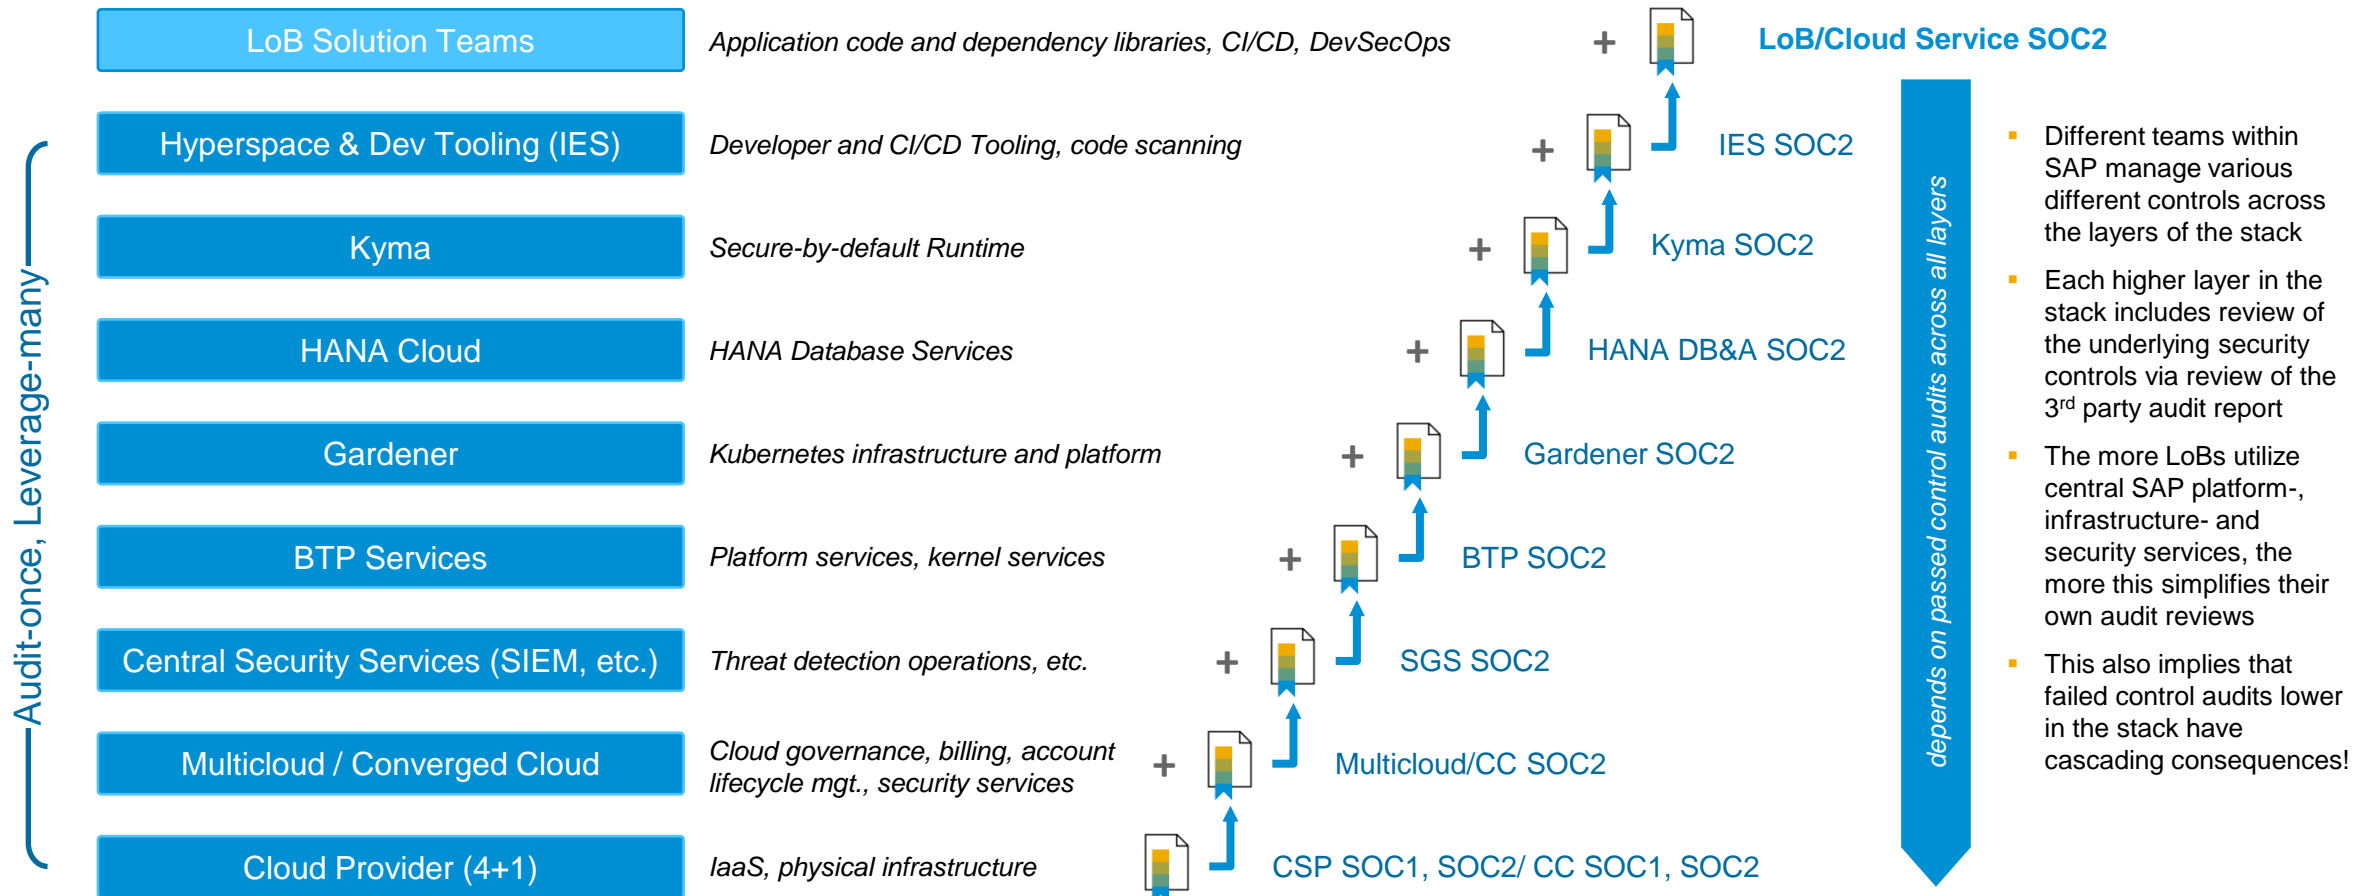 LoB Solution Teams
Application code and dependency libraries, CI/CD, DevSecOps
+
LoB/Cloud Service SOC2
Hyperspace & Dev Tooling (IES)
Developer and CI/CD Tooling, code scanning
+
IES SOC2
Kyma
Secure-by-default Runtime
+
Kyma SOC2
HANA Cloud
HANA Database Services
+
HANA DB&A SOC2
Gardener
Kubernetes infrastructure and platform
+
Gardener SOC2
BTP Services
Platform services, kernel services
+
BTP SOC2
Central Security Services (SIEM, etc.)
Threat detection operations, etc.
+
SGS SOC2
Multicloud / Converged Cloud
Cloud governance, billing, account
lifecycle mgt., security services
+
Multicloud/CC SOC2
Cloud Provider (4+1)
IaaS, physical infrastructure
CSP SOC1, SOC2/ CC SOC1, SOC2
Audit-once, Leverage-many
depends on passed control audits across all layers
▪ Different teams within
SAP manage various
different controls across
the layers of the stack
▪ Each higher layer in the
stack includes review of
the underlying security
controls via review of the
3rd party audit report
▪ The more LoBs utilize
central SAP platform-,
infrastructure- and
security services, the
more this simplifies their
own audit reviews
▪ This also implies that
failed control audits lower
in the stack have
cascading consequences!